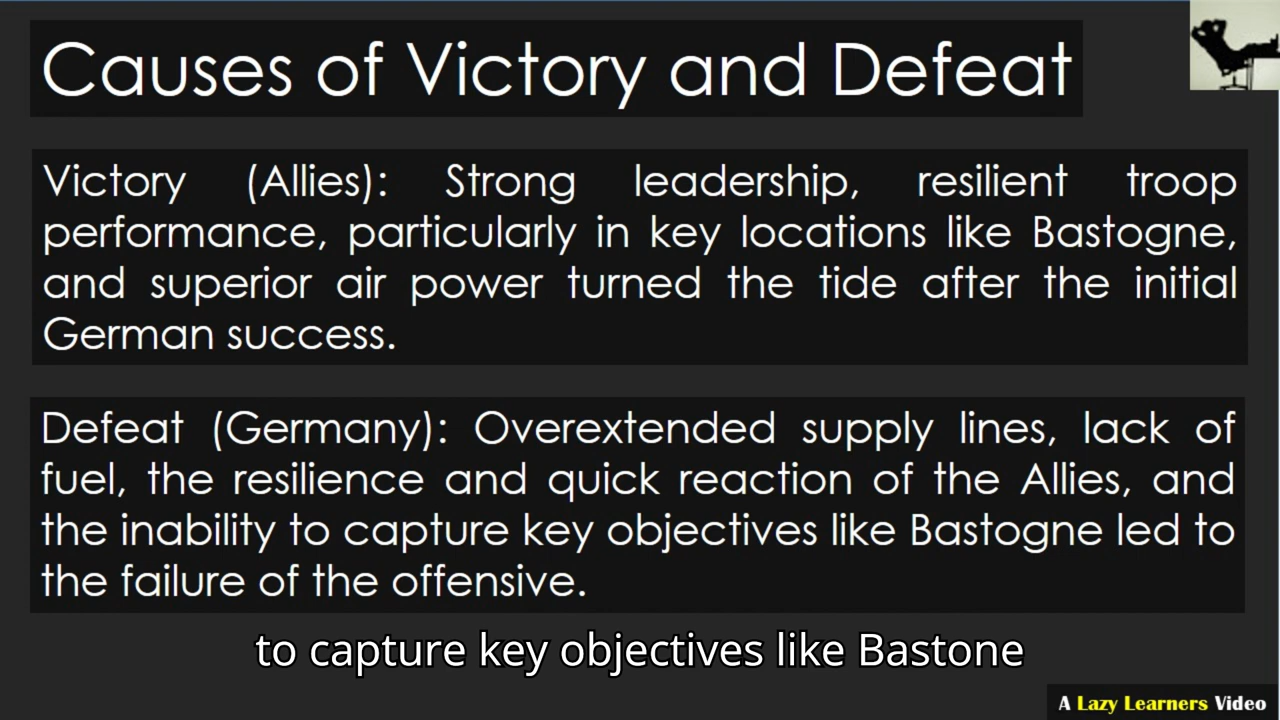 Causes of Victory and Defeat
Victory (Allies): Strong leadership, resilient troop
performance, particularly in key locations like Bastogne,
and superior air power turned the tide after the initial
German success.
Defeat (Germany): Overextended supply lines, lack of
fuel, the resilience and quick reaction of the Allies, and
the inability to capture key objectives like Bastogne led to
the failure of the offensive.
to capture key objectives like Bastone
A Lazy Learners Video